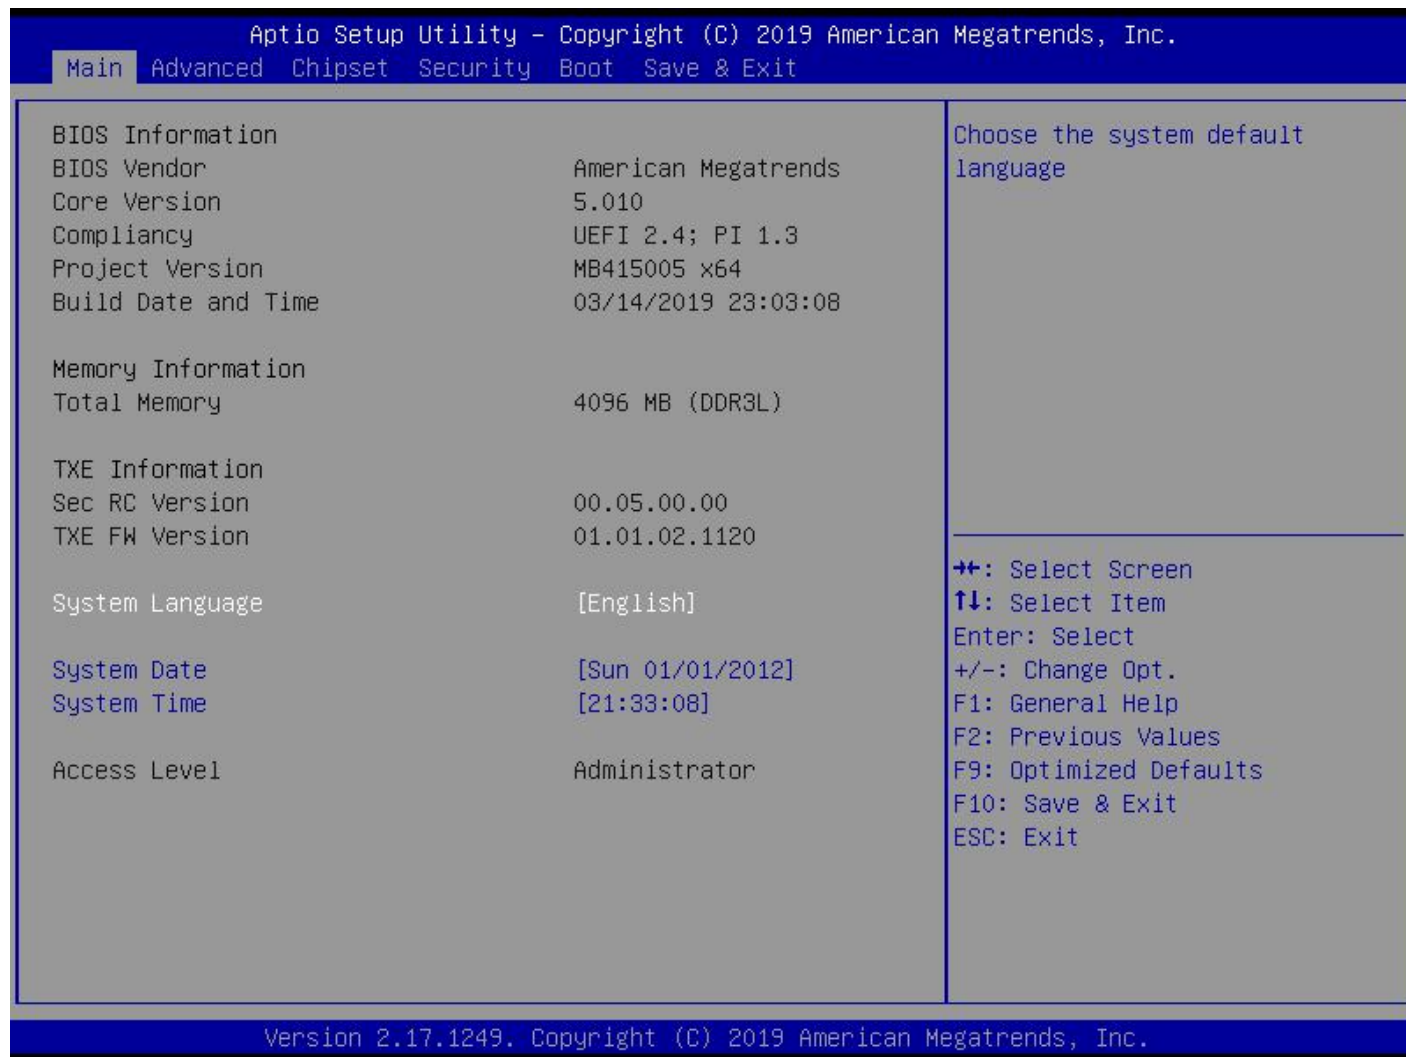 Aptio Setup Utility – Copyright (C) 2019 American Megatrends, Inc.
Main Advanced Chipset Security Boot Save & Exit
BIOS Information
BIOS Vendor American Megatrends
Core Version 5.010
Compliancy UEFI 2.4; PI 1.3
Project Version MB415005 x64
Build Date and Time 03/14/2019 23:03:08
Memory Information
Total Memory 4096 MB (DDR3L)
TXE Information
Sec RC Version 00.05.00.00
TXE FW Version 01.01.02.1120
System Language [English]
System Date [Sun 01/01/2012]
System Time [21:33:08]
Access Level Administrator
Choose the system default
language
→←: Select Screen
↑↓: Select Item
Enter: Select
+/-: Change Opt.
F1: General Help
F2: Previous Values
F9: Optimized Defaults
F10: Save & Exit
ESC: Exit
Version 2.17.1249. Copyright (C) 2019 American Megatrends, Inc.